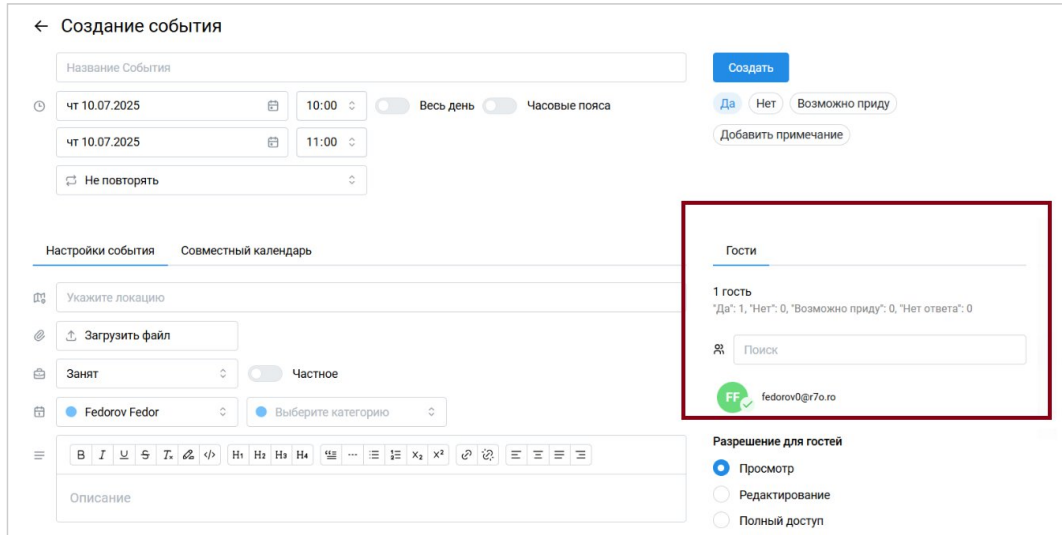 ← Создание события
Название События
Создать
чт 10.07.2025 10:00 Весь день Часовые пояса
Да Нет Возможно приду
чт 10.07.2025 11:00
Добавить примечание
Не повторять
Настройки события Совместный календарь
Гости
Укажите локацию
1 гость
"Да": 1, "Нет": 0, "Возможно приду": 0, "Нет ответа": 0
Загрузить файл
Поиск
Занят Частное
FF fedorov0@r7o.ro
Fedorov Fedor Выберите категорию
Разрешение для гостей
B I U S Tx </> H1 H2 H3 H4 X2 X²
Просмотр
Описание
Редактирование
Полный доступ